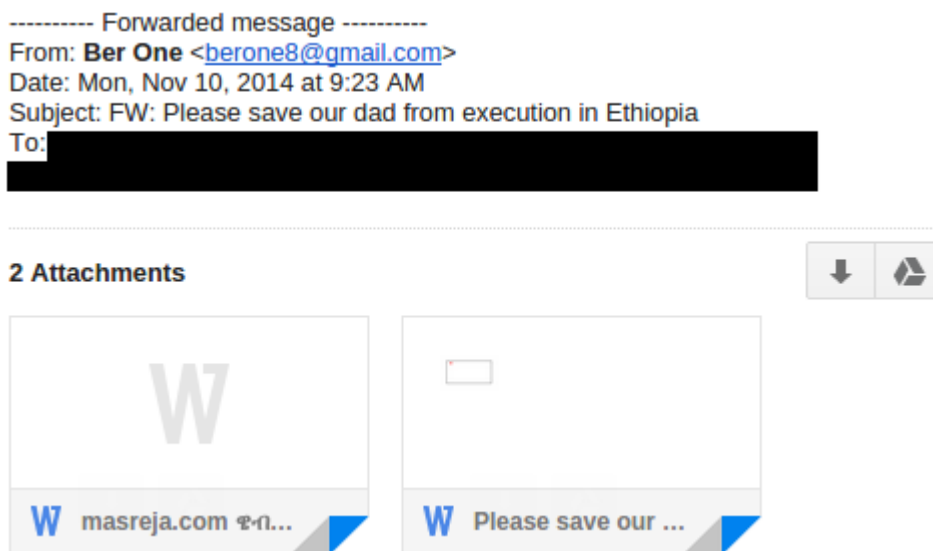 ---------- Forwarded message ----------
From: Ber One <berone8@gmail.com>
Date: Mon, Nov 10, 2014 at 9:23 AM
Subject: FW: Please save our dad from execution in Ethiopia
To:
2 Attachments
W
W masreja.com ዋብ...
W Please save our ...